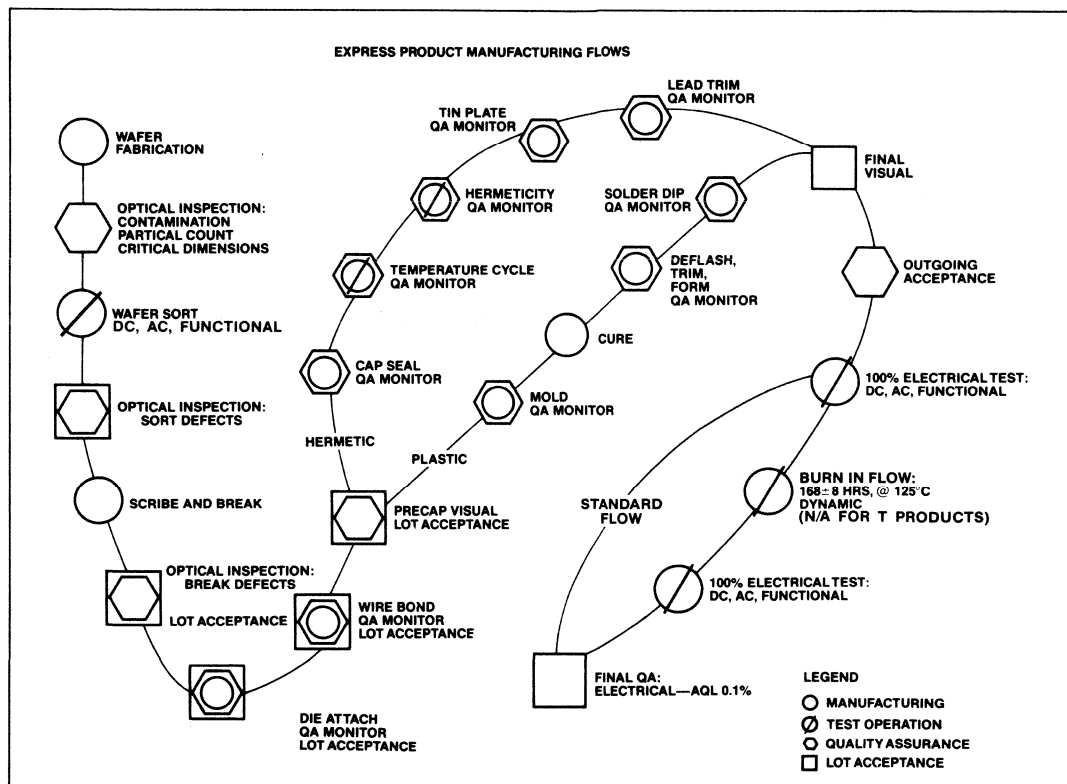 EXPRESS PRODUCT MANUFACTURING FLOWS
WAFER
FABRICATION
OPTICAL INSPECTION:
CONTAMINATION
PARTICAL COUNT
CRITICAL DIMENSIONS
WAFER SORT
DC, AC, FUNCTIONAL
OPTICAL INSPECTION:
SORT DEFECTS
SCRIBE AND BREAK
OPTICAL INSPECTION:
BREAK DEFECTS
LOT ACCEPTANCE
DIE ATTACH
QA MONITOR
LOT ACCEPTANCE
WIRE BOND
QA MONITOR
LOT ACCEPTANCE
PRECAP VISUAL
LOT ACCEPTANCE
HERMETIC
CAP SEAL
QA MONITOR
TEMPERATURE CYCLE
QA MONITOR
HERMETICITY
QA MONITOR
TIN PLATE
QA MONITOR
LEAD TRIM
QA MONITOR
PLASTIC
MOLD
QA MONITOR
CURE
DEFLASH,
TRIM,
FORM
QA MONITOR
SOLDER DIP
QA MONITOR
FINAL
VISUAL
OUTGOING
ACCEPTANCE
100% ELECTRICAL TEST:
DC, AC, FUNCTIONAL
BURN IN FLOW:
168±8 HRS, @ 125°C
DYNAMIC
(N/A FOR T PRODUCTS)
STANDARD
FLOW
100% ELECTRICAL TEST:
DC, AC, FUNCTIONAL
FINAL QA:
ELECTRICAL—AQL 0.1%
LEGEND
MANUFACTURING
TEST OPERATION
QUALITY ASSURANCE
LOT ACCEPTANCE